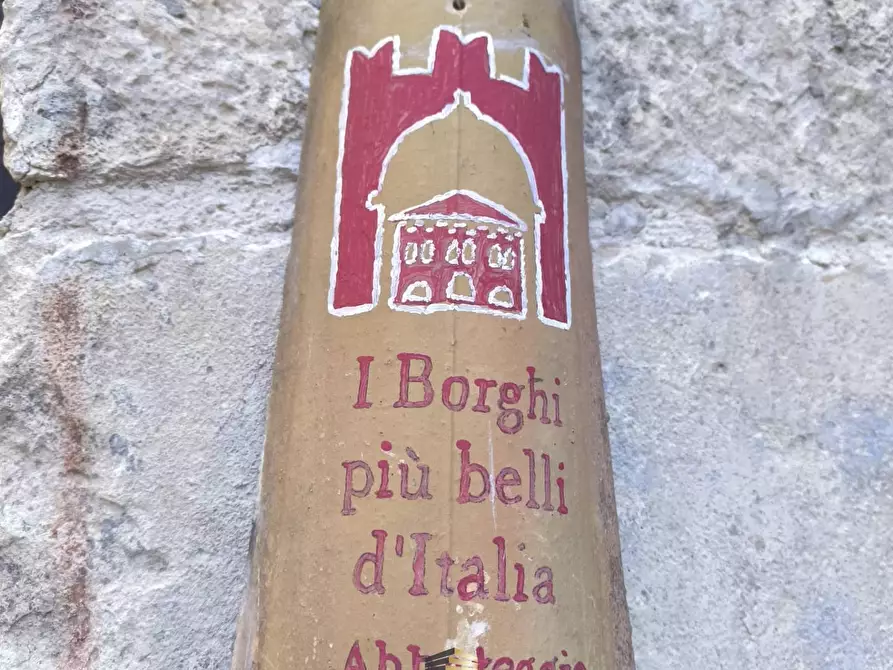 I Borghi
più belli
d'Italia